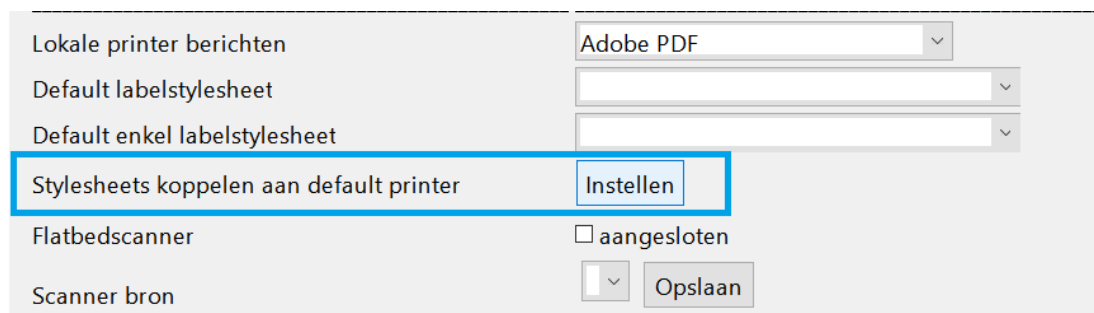 Lokale printer berichten Adobe PDF
Default labelstylesheet
Default enkel labelstylesheet
Stylesheets koppelen aan default printer Instellen
Flatbedscanner aangesloten
Scanner bron Opslaan